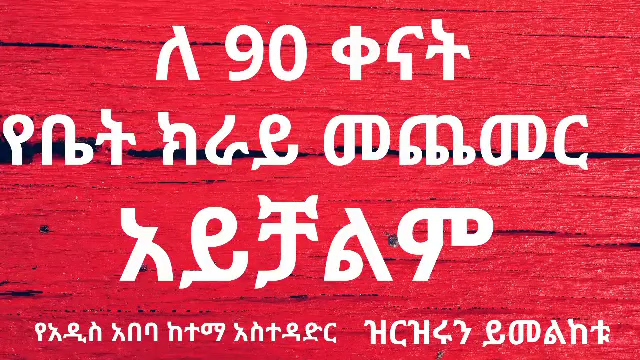 ለ 90 ቀናት
የቤት ክራይ መጨመር
አይቻልም
የአዲስ አበባ ከተማ አስተዳድር ዝርዝሩን ይመልከቱ